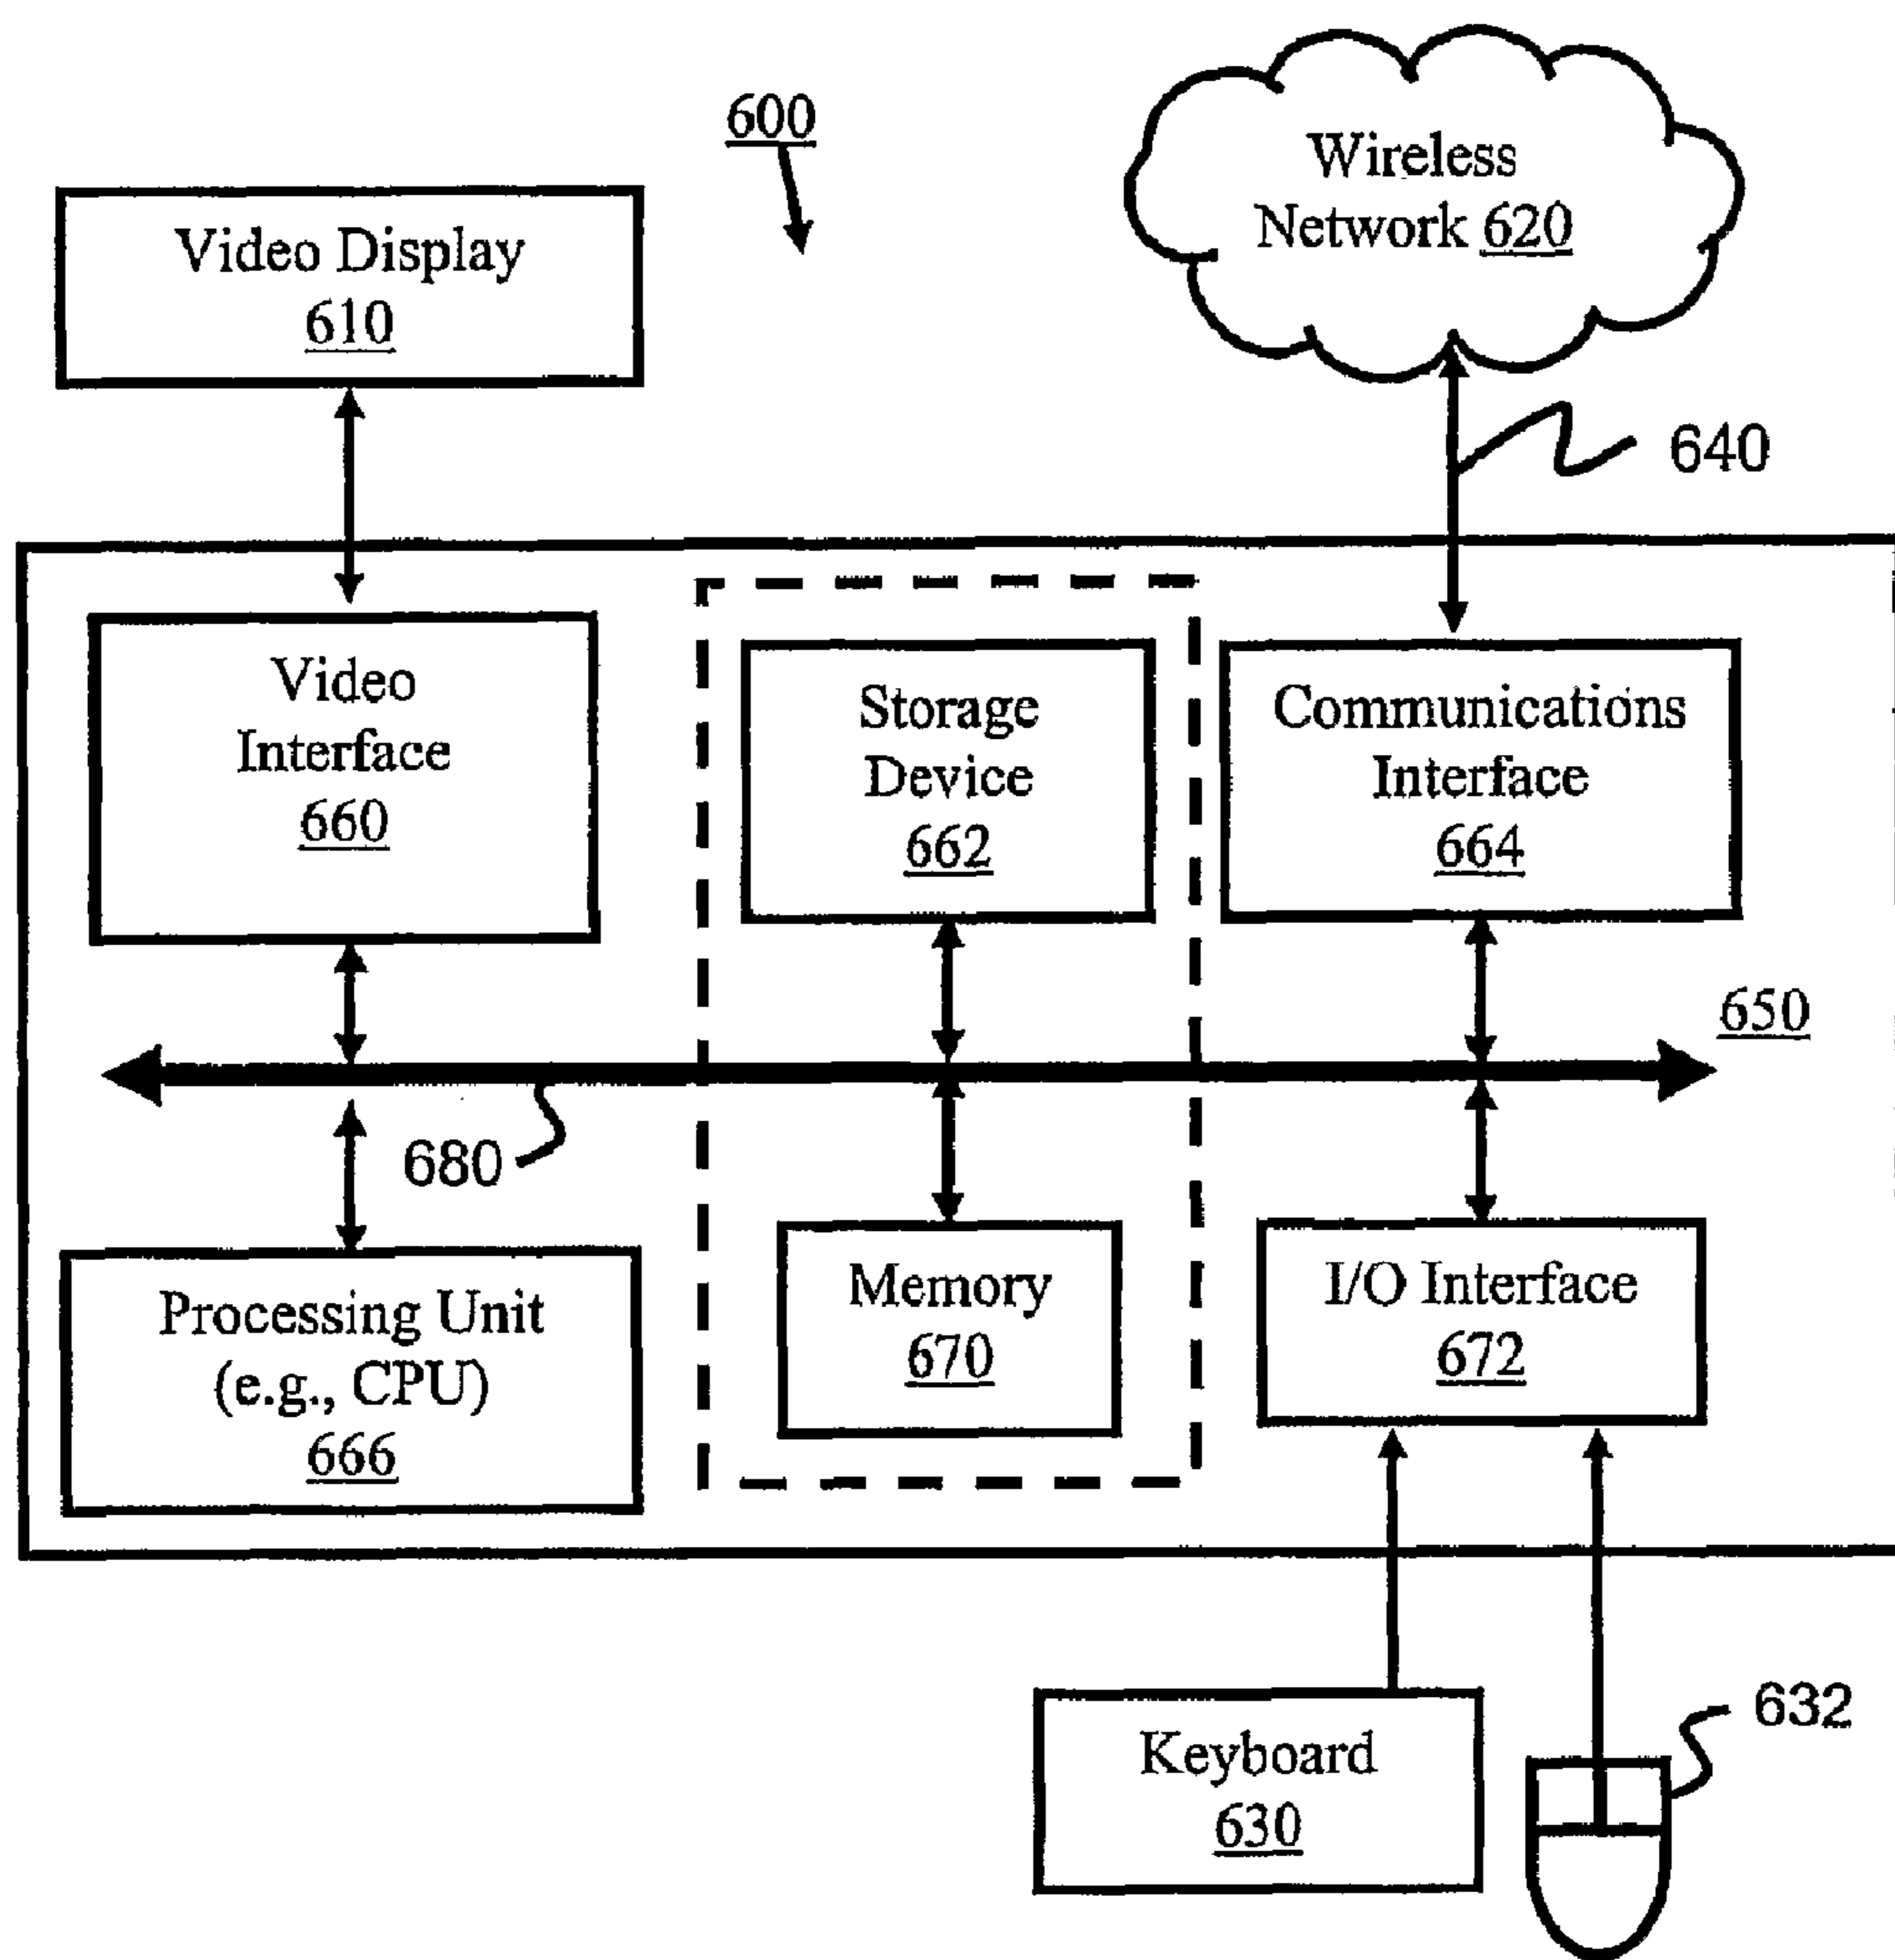 600
Wireless
Network 620
Video Display
610
640
Video
Interface
660
Storage
Device
662
Communications
Interface
664
650
680
Processing Unit
(e.g., CPU)
666
Memory
670
I/O Interface
672
Keyboard
630
632